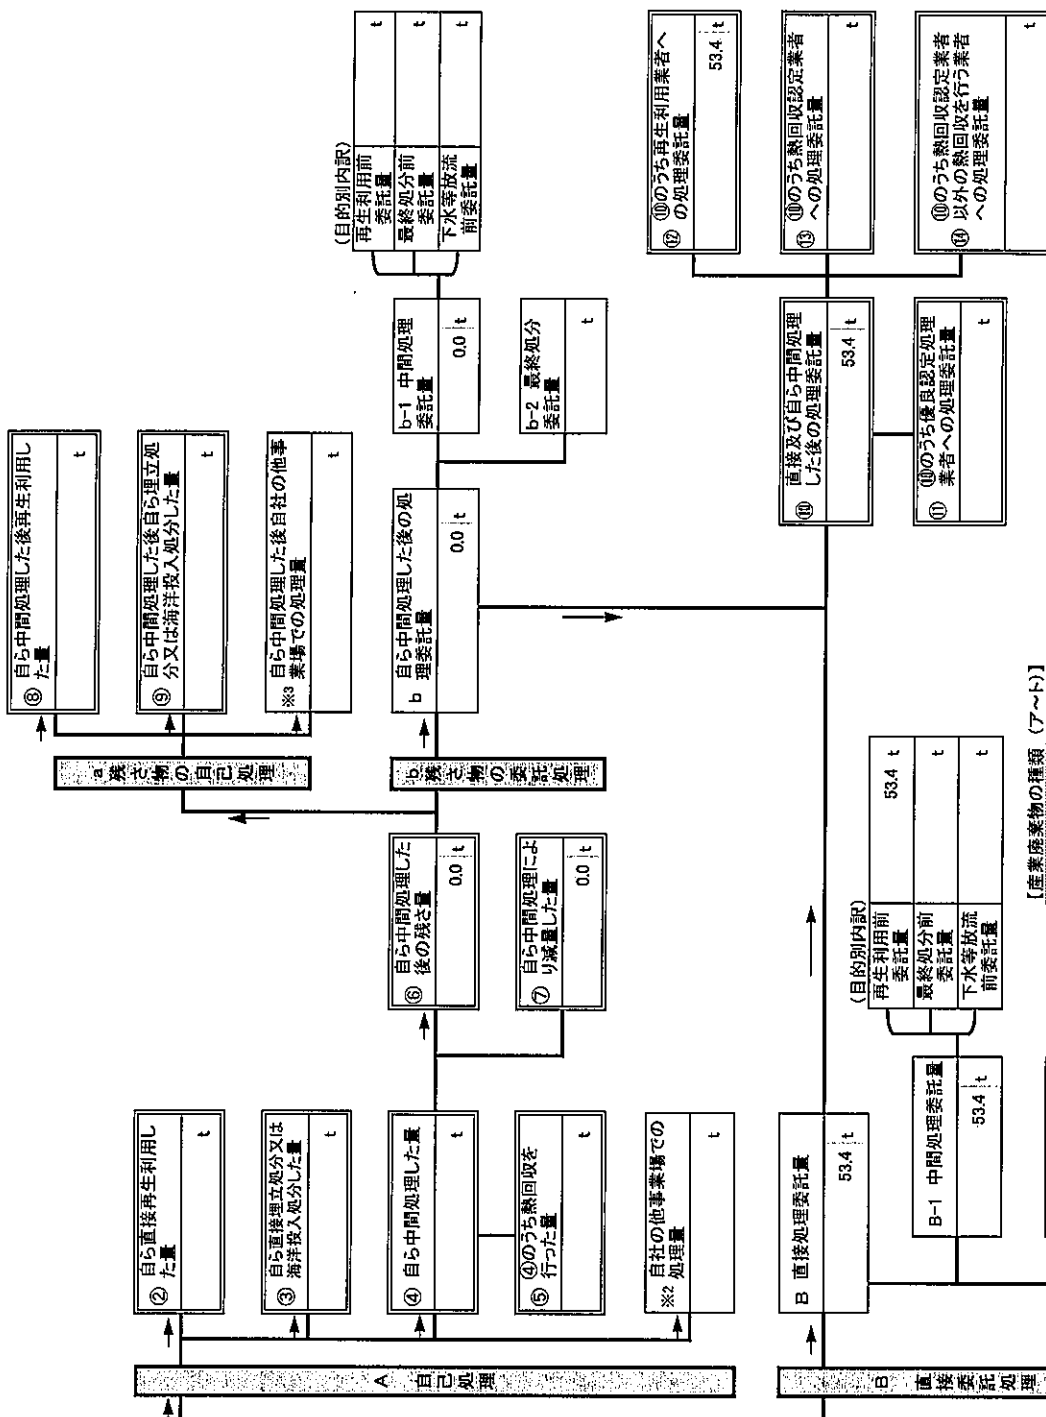 A 自己処理
② 自ら直接再生利用し
た量
t
③ 自ら直接埋立処分又は
海洋投入処分した量
t
④ 自ら中間処理した量
t
⑤ ④のうち熱回収を
行った量
t
※2 自社の他事業場での
処理量
t
⑥ 自ら中間処理した
後の残さ量
0.0 t
⑦ 自ら中間処理によ
り減量した量
0.0 t
a 残さ物の自己処理
⑧ 自ら中間処理した後再生利用し
た量
t
⑨ 自ら中間処理した後自ら埋立処
分又は海洋投入処分した量
t
※3 自ら中間処理した後自社の他事
業場での処理量
t
b 残さ物の委託処理
b 自ら中間処理した後の処
理委託量
0.0 t
b-1 中間処理
委託量
0.0 t
b-2 最終処分
委託量
t
(目的別内訳)
再生利用前
委託量
t
最終処分前
委託量
t
下水等放流
前委託量
t
B 直接委託処理
B 直接処理委託量
53.4 t
B-1 中間処理委託量
53.4 t
(目的別内訳)
再生利用前
委託量
53.4 t
最終処分前
委託量
t
下水等放流
前委託量
t
⑩ 直接及び自ら中間処理
した後の処理委託量
53.4 t
⑪ ⑩のうち優良認定処理
業者への処理委託量
t
⑫ ⑩のうち再生利用業者へ
の処理委託量
53.4 t
⑬ ⑩のうち熱回収認定業者
への処理委託量
t
⑭ ⑩のうち熱回収認定業者
以外の熱回収を行う業者
への処理委託量
t
【産業廃棄物の種類 (ア～ト)】